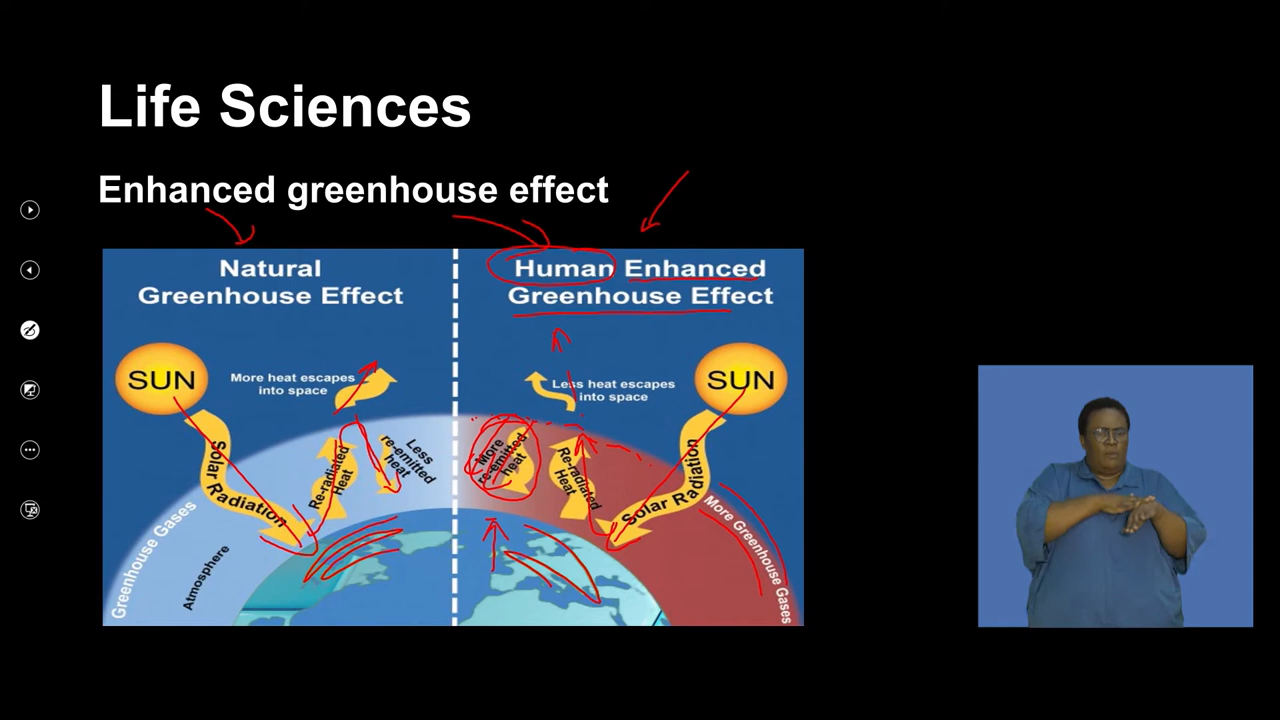 Life Sciences
Enhanced greenhouse effect
Natural
Greenhouse Effect
SUN
More heat escapes
into space
Solar Radiation
Re-radiated
Heat
Less
re-emitted
heat
Greenhouse Gases
Atmosphere
Human Enhanced
Greenhouse Effect
Less heat escapes
into space
SUN
More
re-emitted
heat
Re-radiated
Heat
Solar Radiation
More Greenhouse Gases